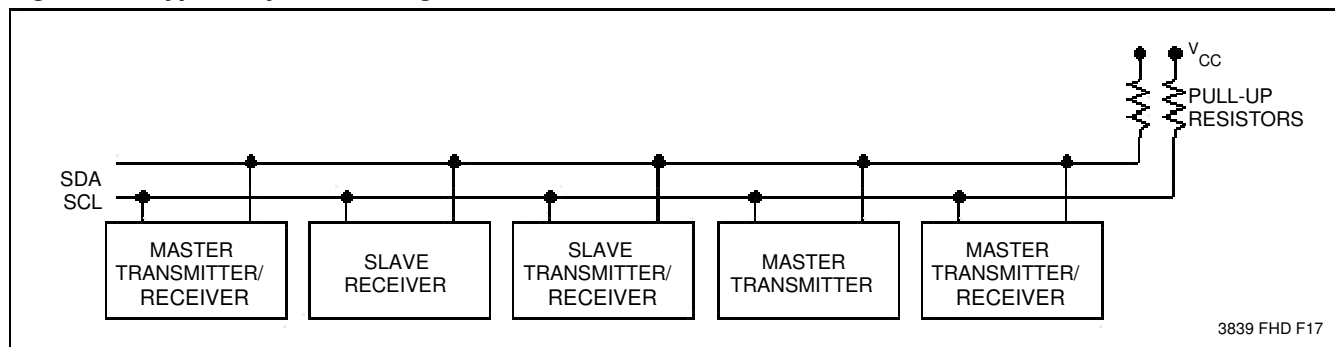 V
CC
PULL-UP
RESISTORS
SDA
SCL
MASTER
TRANSMITTER/
RECEIVER
SLAVE
RECEIVER
SLAVE
TRANSMITTER/
RECEIVER
MASTER
TRANSMITTER
MASTER
TRANSMITTER/
RECEIVER
3839 FHD F17